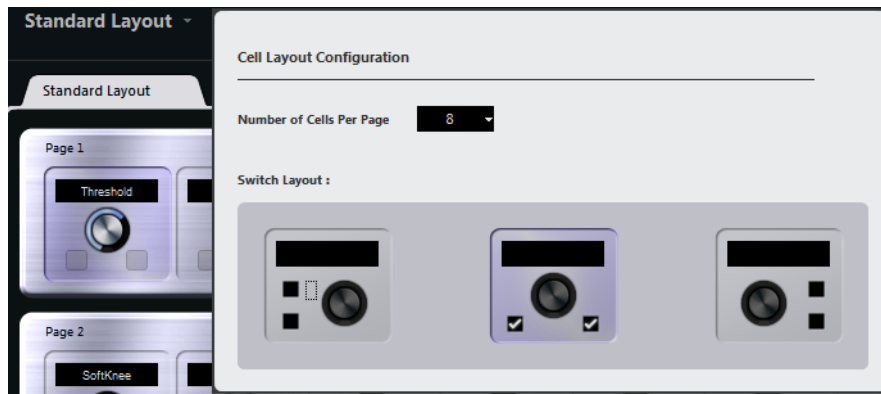 Standard Layout
Standard Layout
Page 1
Threshold
Page 2
SoftKnee
Cell Layout Configuration
Number of Cells Per Page 8
Switch Layout :